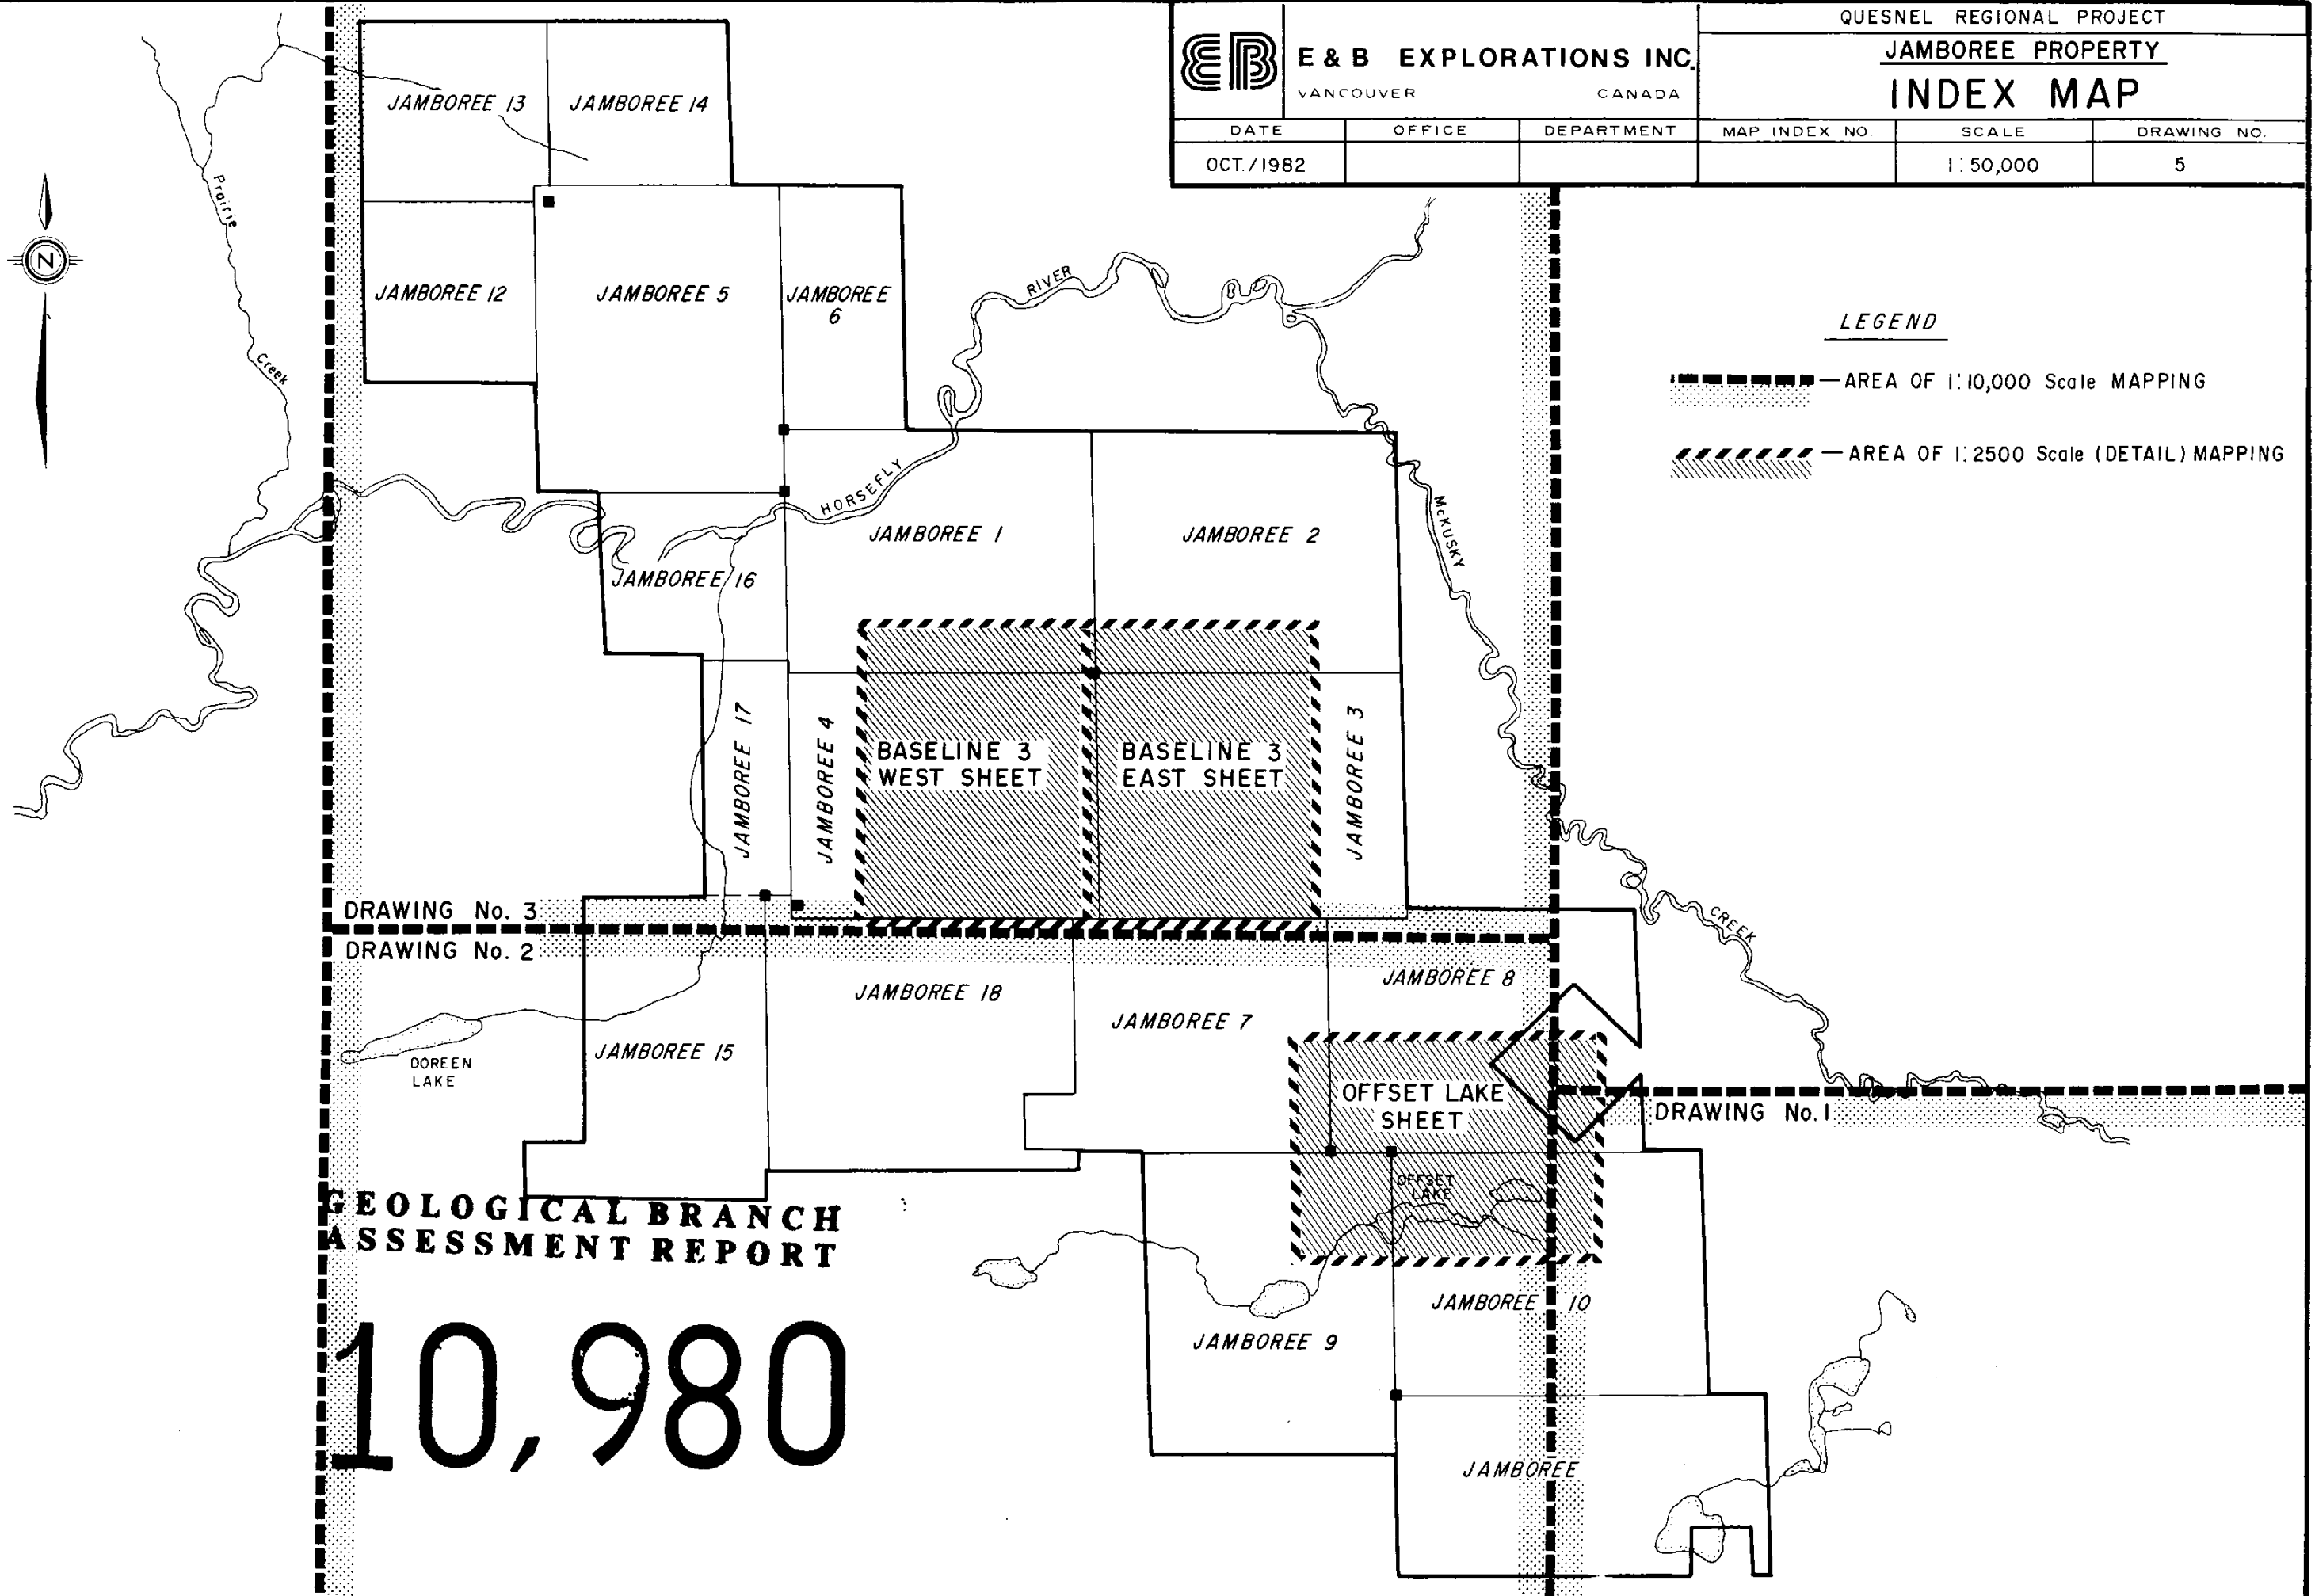 EB
E & B EXPLORATIONS INC.
VANCOUVER CANADA
QUESNEL REGIONAL PROJECT
JAMBOREE PROPERTY
INDEX MAP
DATE OFFICE DEPARTMENT MAP INDEX NO. SCALE DRAWING NO.
OCT./1982 1:50,000 5
JAMBOREE 13
JAMBOREE 14
Prairie
Creek
N
JAMBOREE 12
JAMBOREE 5
JAMBOREE
6
RIVER
HORSEFLY
LEGEND
— AREA OF 1:10,000 Scale MAPPING
— AREA OF 1:2500 Scale (DETAIL) MAPPING
JAMBOREE 1
JAMBOREE 2
McKUSKY
JAMBOREE 16
JAMBOREE 17
JAMBOREE 4
BASELINE 3
WEST SHEET
BASELINE 3
EAST SHEET
JAMBOREE 3
DRAWING No. 3
DRAWING No. 2
CREEK
JAMBOREE 18
JAMBOREE 7
JAMBOREE 8
DOREEN
LAKE
JAMBOREE 15
OFFSET LAKE
SHEET
DRAWING No. 1
OFFSET
LAKE
GEOLOGICAL BRANCH
ASSESSMENT REPORT
10,980
JAMBOREE 9
JAMBOREE 10
JAMBOREE